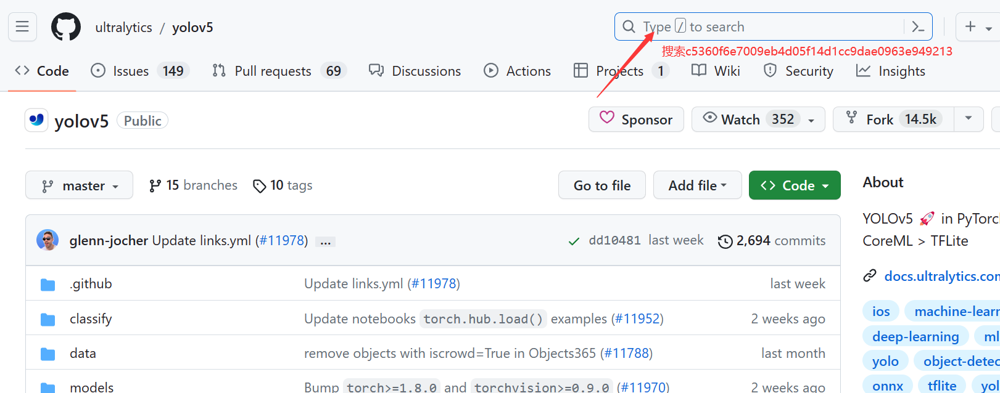 ultralytics / yolov5
Type / to search
搜索c5360f6e7009eb4d05f14d1cc9dae0963e949213
Code Issues 149 Pull requests 69 Discussions Actions Projects 1 Wiki Security Insights
yolov5 Public
Sponsor Watch 352 Fork 14.5k
master 15 branches 10 tags
Go to file Add file Code
About
YOLOv5 🚀 in PyTorc
CoreML > TFLite
docs.ultralytics.com
ios machine-learn
deep-learning ml
yolo object-detec
onnx tflite yol
glenn-jocher Update links.yml (#11978) ... dd10481 last week 2,694 commits
.github Update links.yml (#11978) last week
classify Update notebooks torch.hub.load() examples (#11952) 2 weeks ago
data remove objects with iscrowd=True in Objects365 (#11788) last month
models Bump torch>=1.8.0 and torchvision>=0.9.0 (#11970) 2 weeks ago